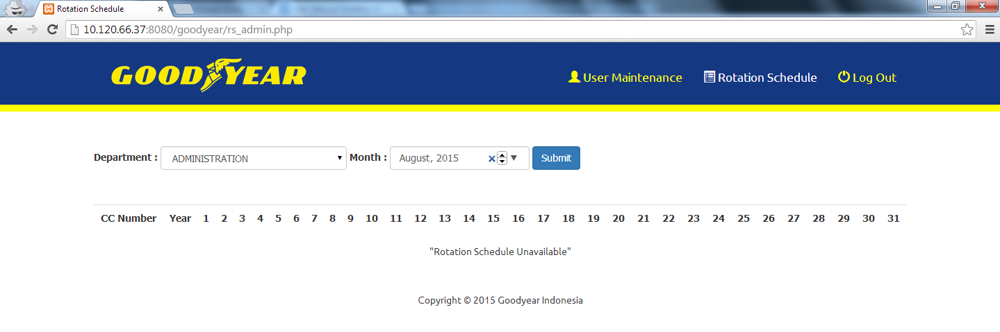 Rotation Schedule
10.120.66.37:8080/goodyear/rs_admin.php
GOODYEAR
User Maintenance Rotation Schedule Log Out
Department : ADMINISTRATION Month : August, 2015 Submit
CC Number Year 1 2 3 4 5 6 7 8 9 10 11 12 13 14 15 16 17 18 19 20 21 22 23 24 25 26 27 28 29 30 31
"Rotation Schedule Unavailable"
Copyright © 2015 Goodyear Indonesia